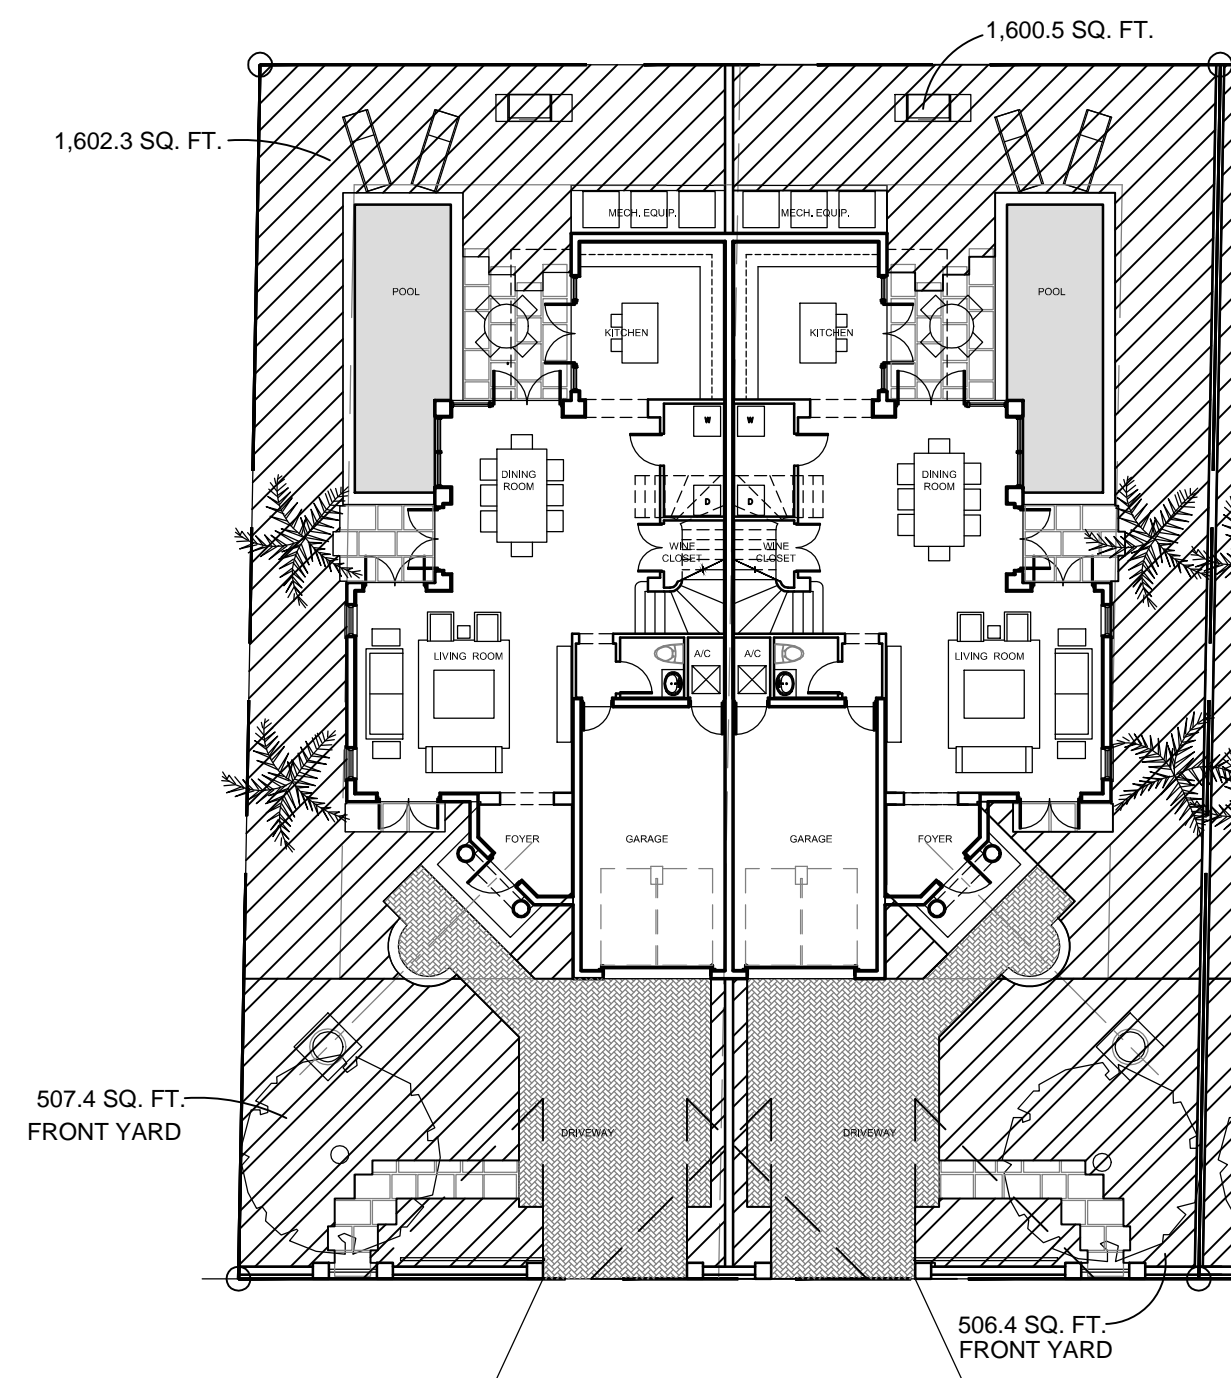 1,600.5 SQ. FT.
1,602.3 SQ. FT.
MECH. EQUIP.
MECH. EQUIP.
POOL
POOL
KITCHEN
KITCHEN
W
W
DINING
ROOM
DINING
ROOM
D
D
WINE
CLOSET
WINE
CLOSET
LIVING ROOM
A/C
A/C
LIVING ROOM
FOYER
GARAGE
GARAGE
FOYER
507.4 SQ. FT.
FRONT YARD
DRIVEWAY
DRIVEWAY
506.4 SQ. FT.
FRONT YARD